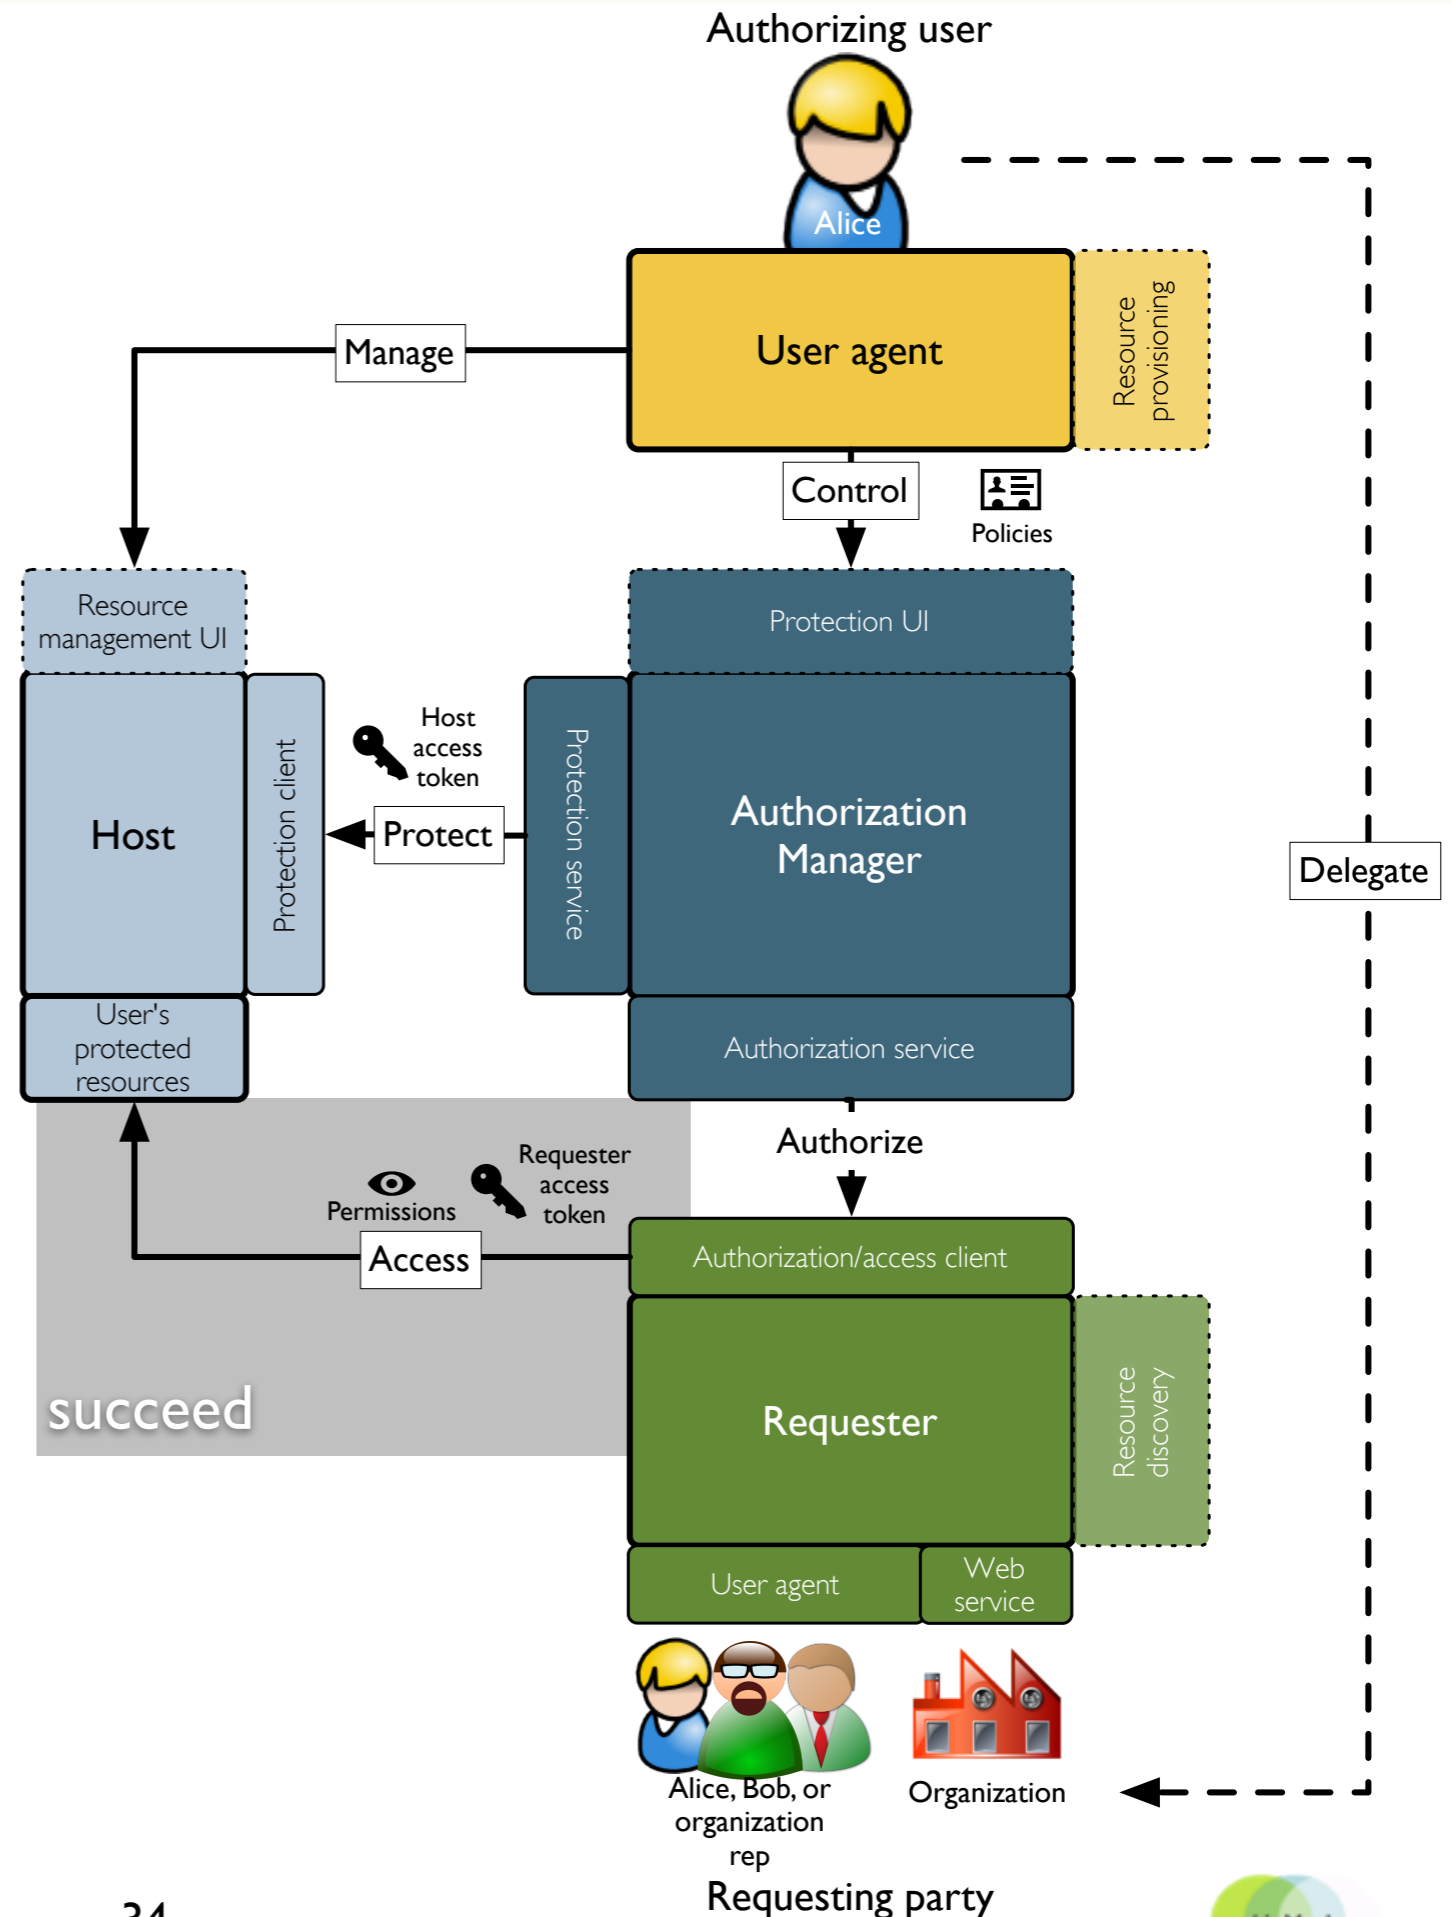 Authorizing user
Alice
User agent
Resource
provisioning
Manage
Control
Policies
Resource
management UI
Protection UI
Host
Protection client
Host
access
token
Protect
Protection service
Authorization
Manager
Delegate
User's
protected
resources
Authorization service
Authorize
Requester
access
token
Permissions
Access
Authorization/access client
succeed
Requester
Resource
discovery
User agent
Web
service
Alice, Bob, or
organization
rep
Organization
Requesting party
34